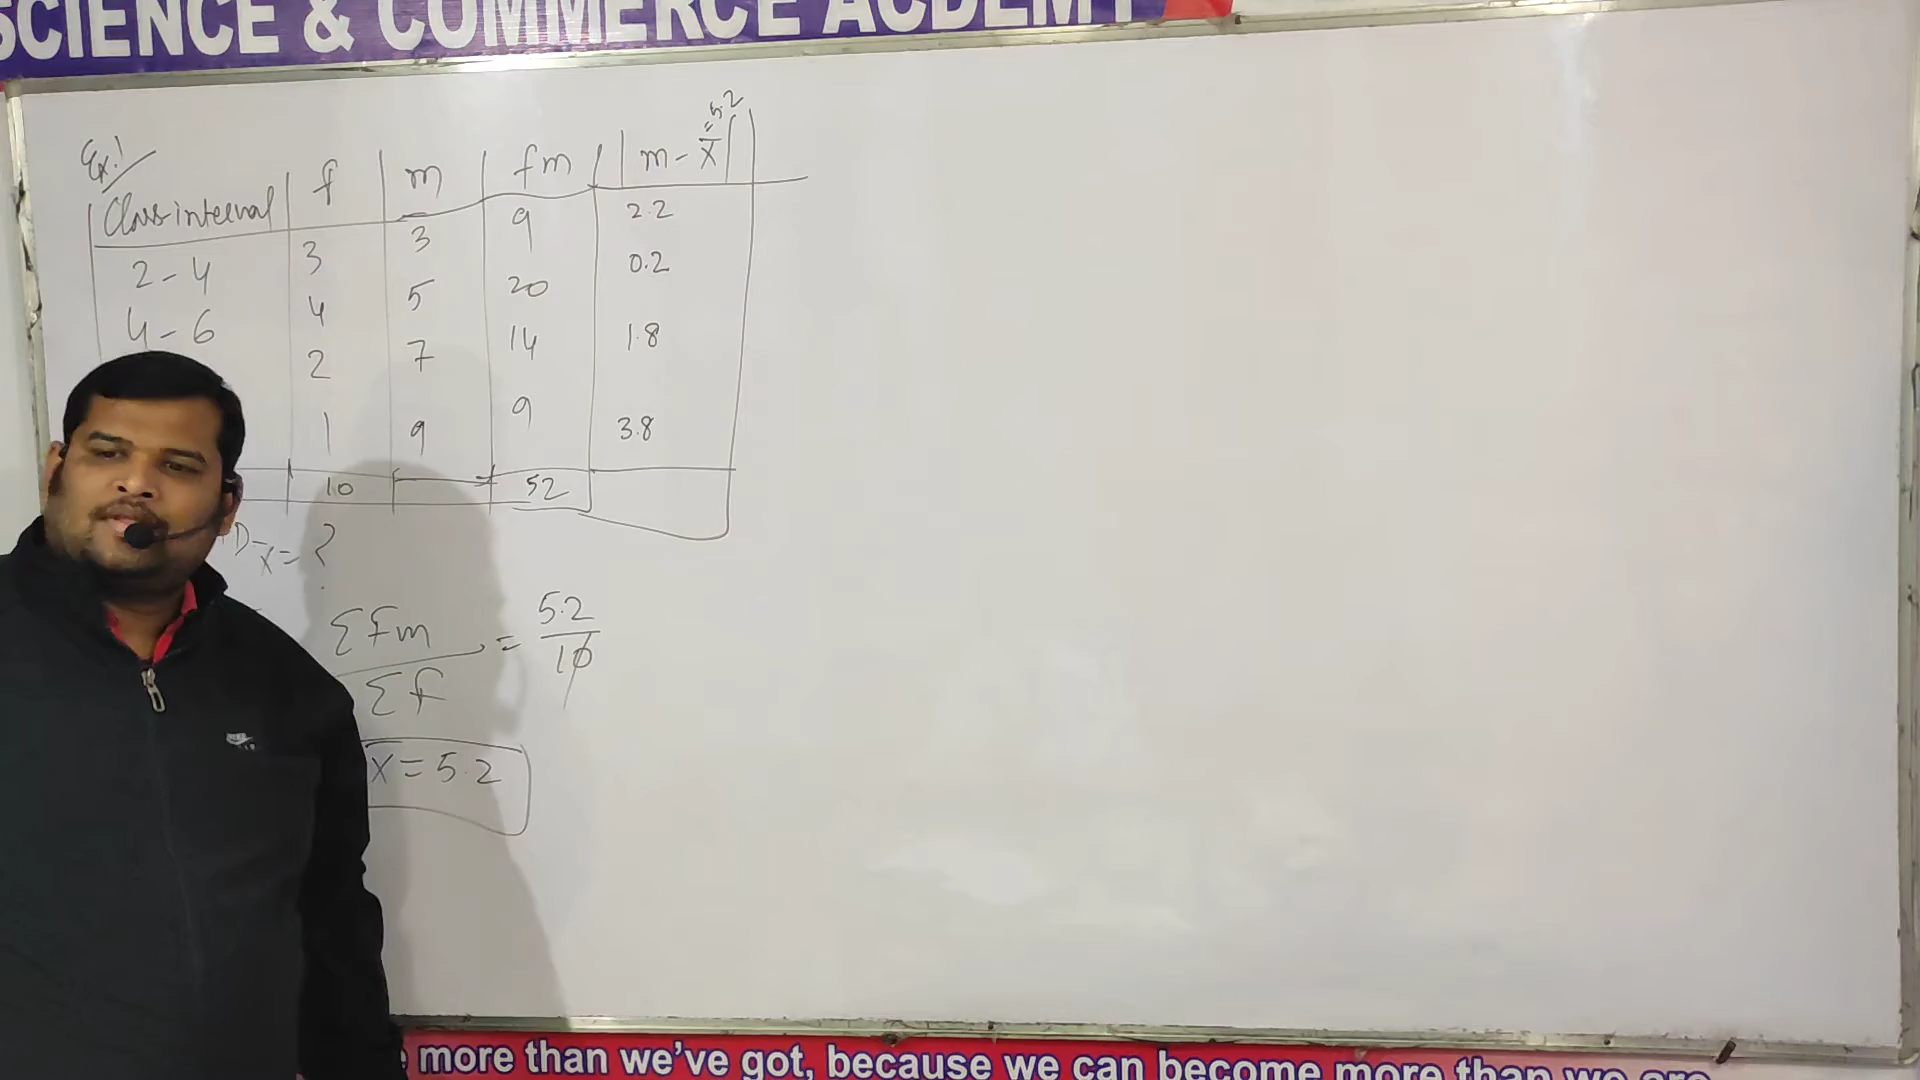 SCIENCE & COMMERCE ACDEMY
Ex!
Class interval f m fm |m - x̄| = 5.2
2 - 4 3 3 9 2.2
4 - 6 4 5 20 0.2
2 7 14 1.8
1 9 9 3.8
10 52
D x̄ = ?
Σfm / Σf = 5.2 / 10
x = 5.2
more than we've got, because we can become more than we are